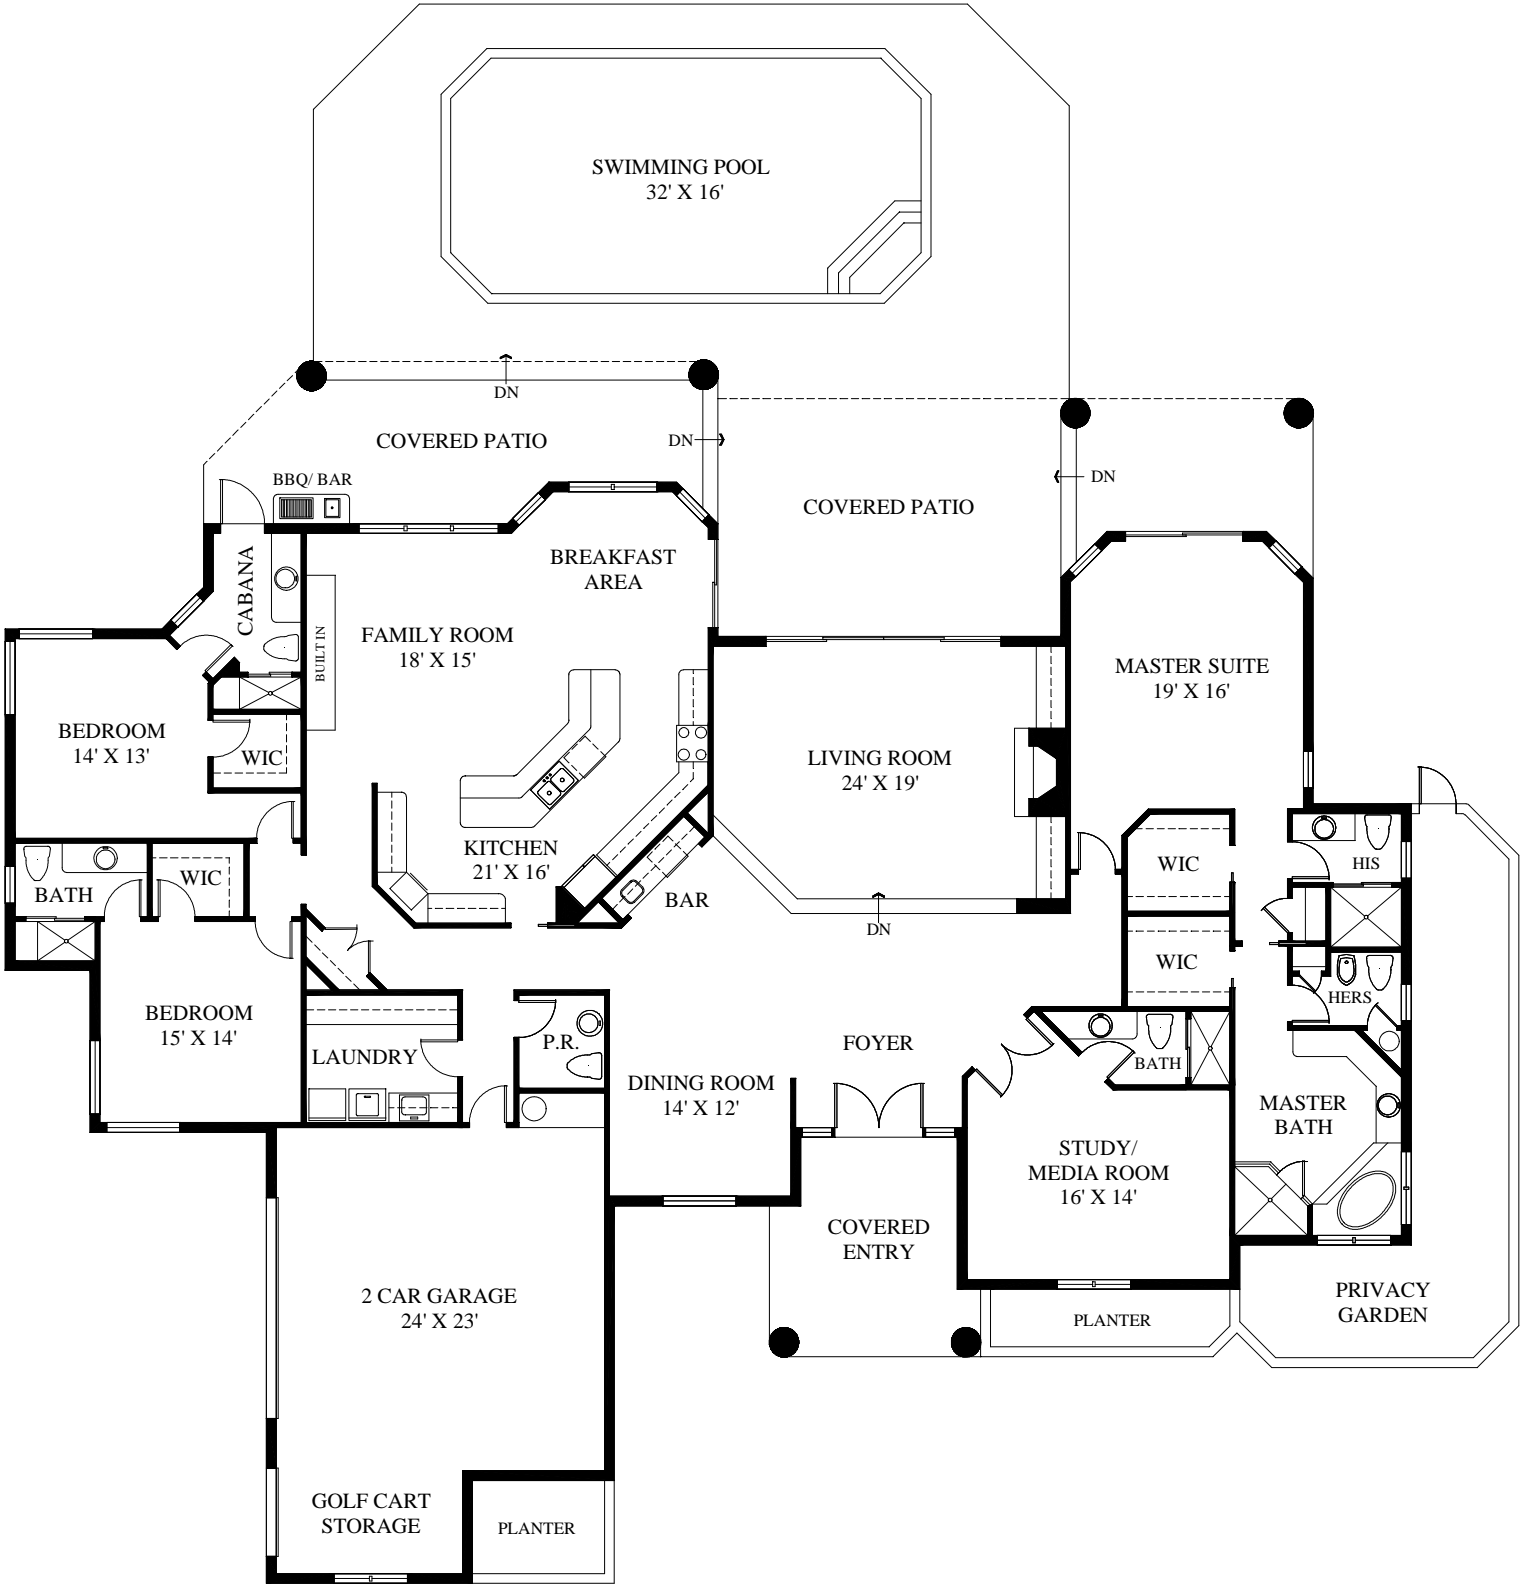 SWIMMING POOL
32' X 16'
DN
COVERED PATIO
DN
DN
BBQ/ BAR
COVERED PATIO
CABANA
BREAKFAST
AREA
BUILT IN
FAMILY ROOM
18' X 15'
MASTER SUITE
19' X 16'
BEDROOM
14' X 13'
WIC
LIVING ROOM
24' X 19'
KITCHEN
21' X 16'
WIC
HIS
BATH
WIC
BAR
DN
WIC
HERS
BEDROOM
15' X 14'
LAUNDRY
P.R.
FOYER
BATH
DINING ROOM
14' X 12'
MASTER
BATH
STUDY/
MEDIA ROOM
16' X 14'
COVERED
ENTRY
2 CAR GARAGE
24' X 23'
PRIVACY
GARDEN
PLANTER
GOLF CART
STORAGE
PLANTER